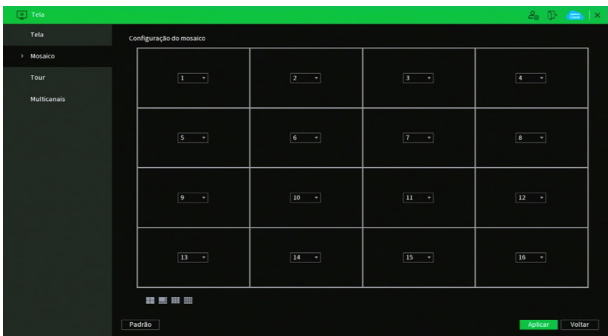 Tela
Tela
Mosaico
Tour
Multicanais
Configuração do mosaico
1 2 3 4
5 6 7 8
9 10 11 12
13 14 15 16
Padrão
Aplicar Voltar